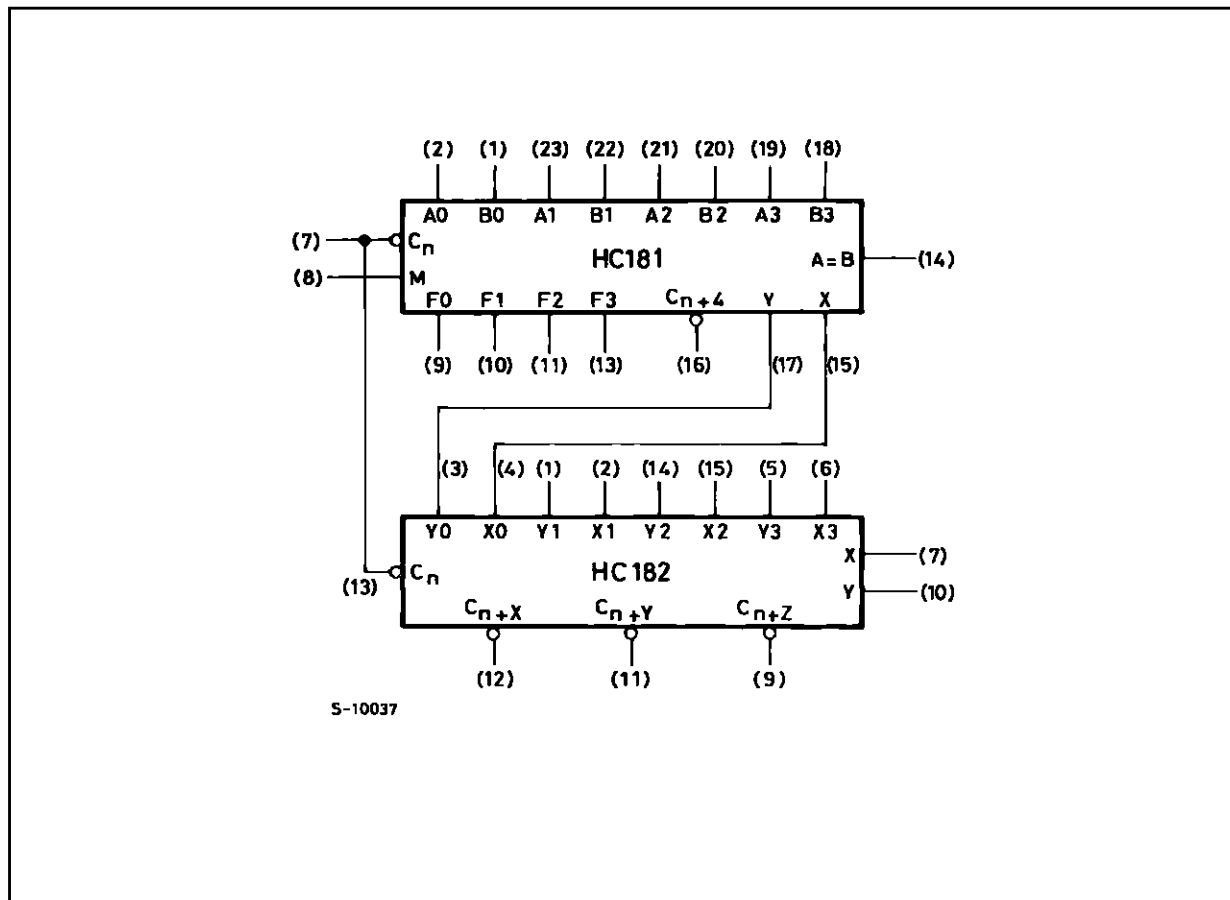 (2) (1) (23) (22) (21) (20) (19) (18)
A0 B0 A1 B1 A2 B2 A3 B3
(7) Cn
HC181 A=B (14)
(8) M
F0 F1 F2 F3 Cn+4 Y X
(9) (10) (11) (13) (16) (17) (15)
(3) (4) (1) (2) (14) (15) (5) (6)
Y0 X0 Y1 X1 Y2 X2 Y3 X3
X (7)
(13) Cn HC182
Y (10)
Cn+X Cn+Y Cn+Z
(12) (11) (9)
S-10037